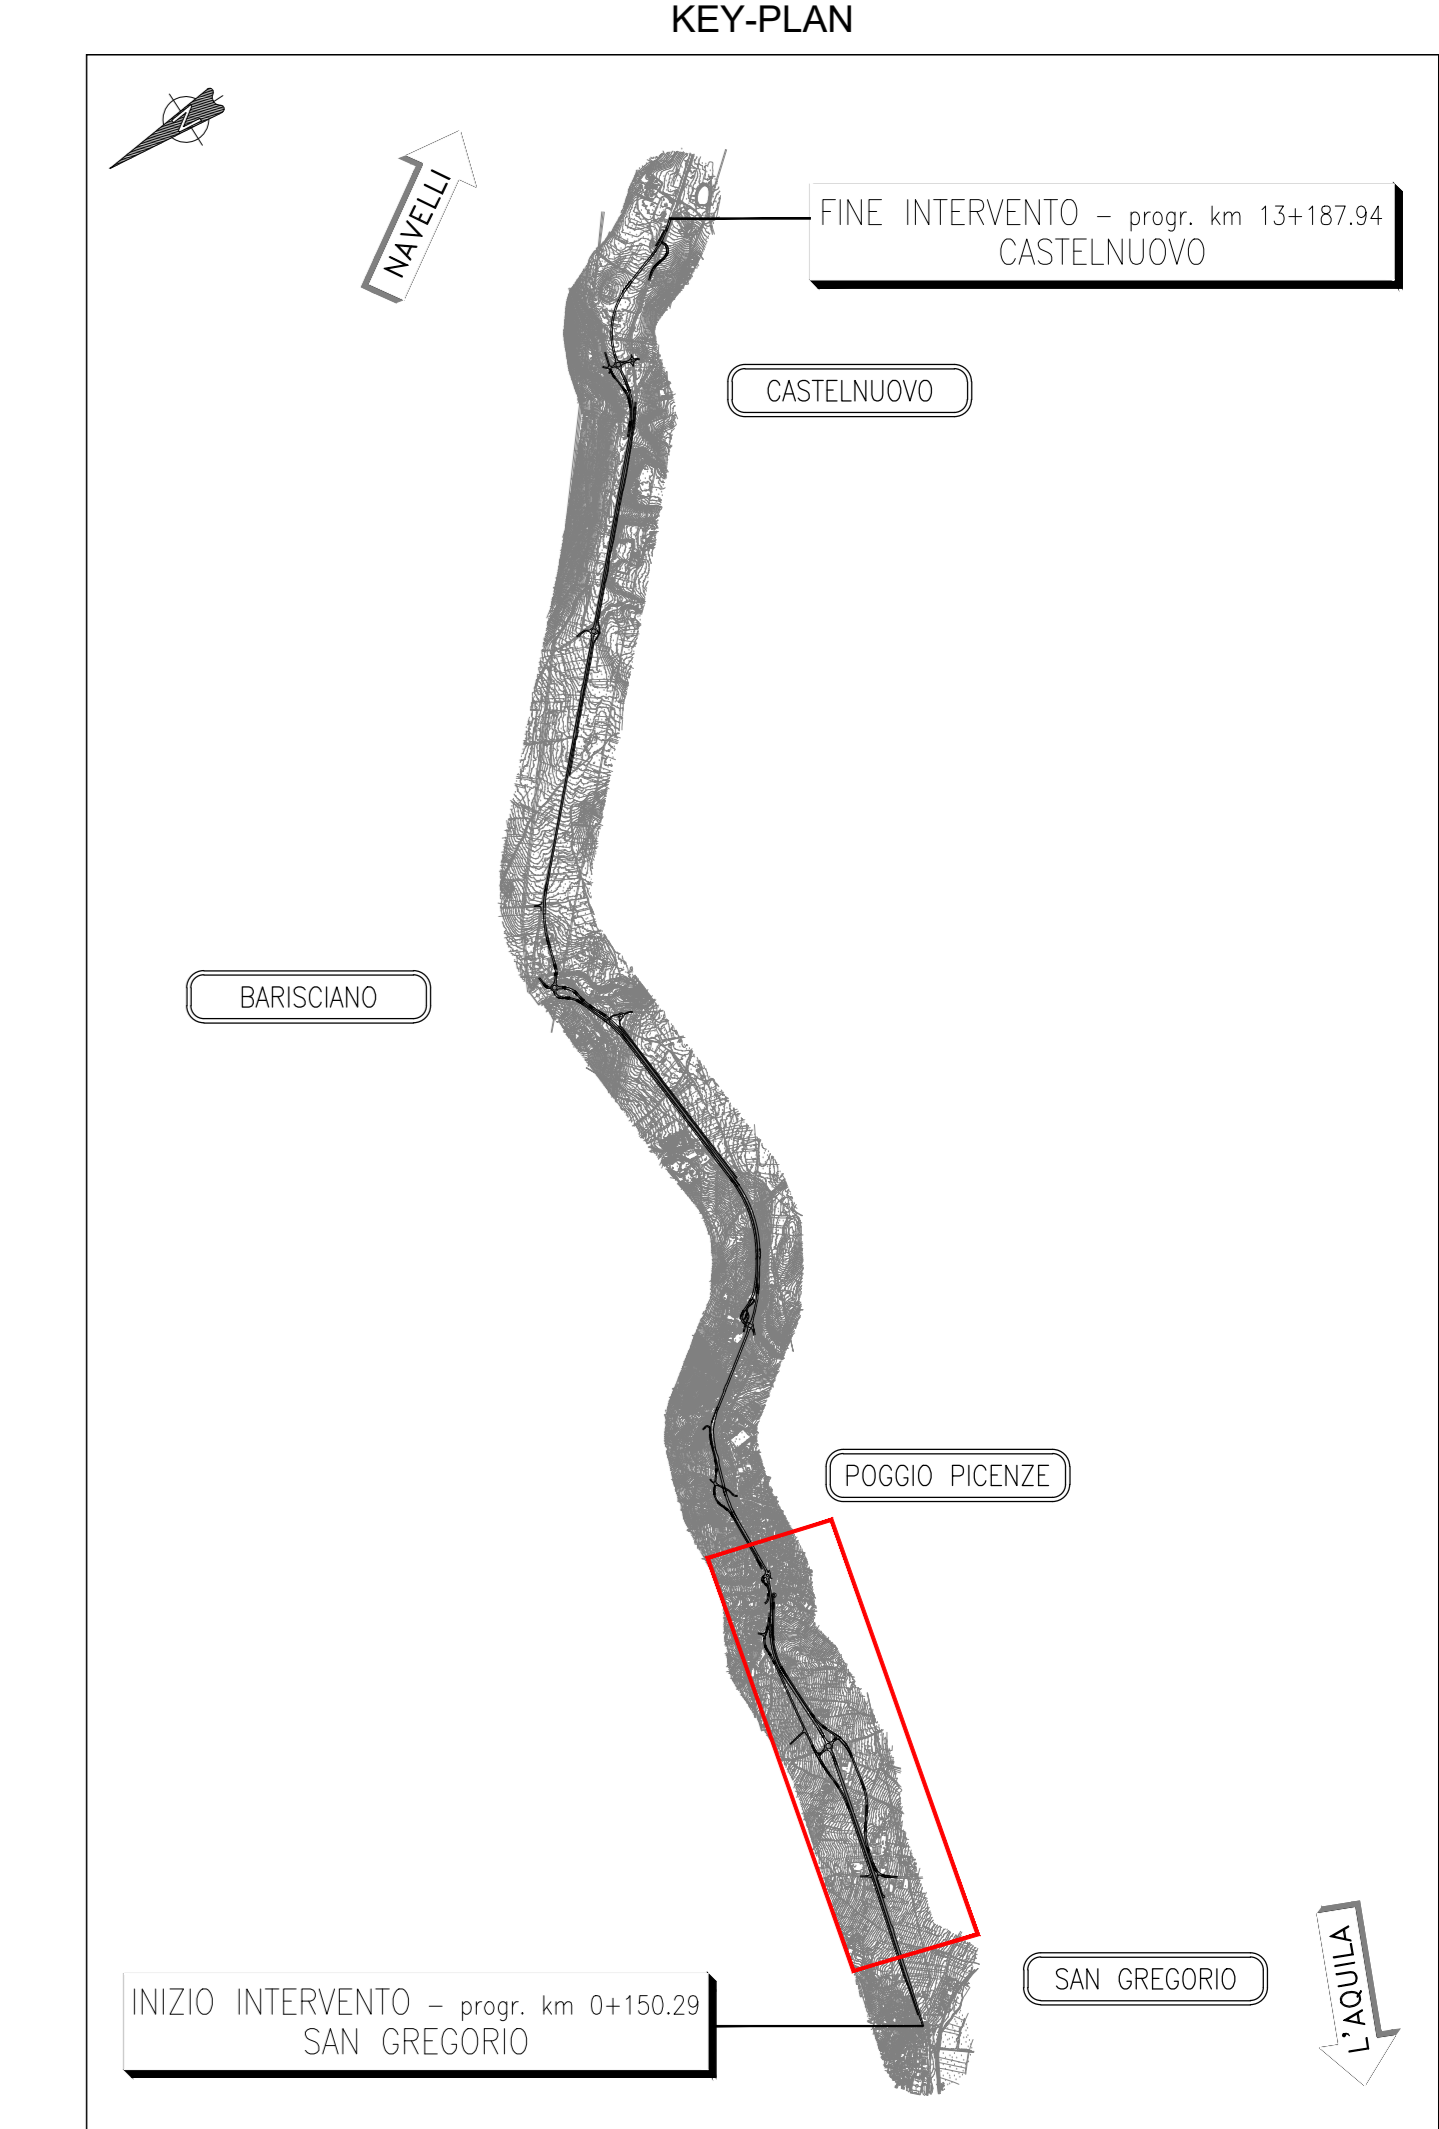 KEY-PLAN
Z
NAVELLI
FINE INTERVENTO - progr. km 13+187.94
CASTELNUOVO
CASTELNUOVO
BARISCIANO
POGGIO PICENZE
SAN GREGORIO
L'AQUILA
INIZIO INTERVENTO - progr. km 0+150.29
SAN GREGORIO